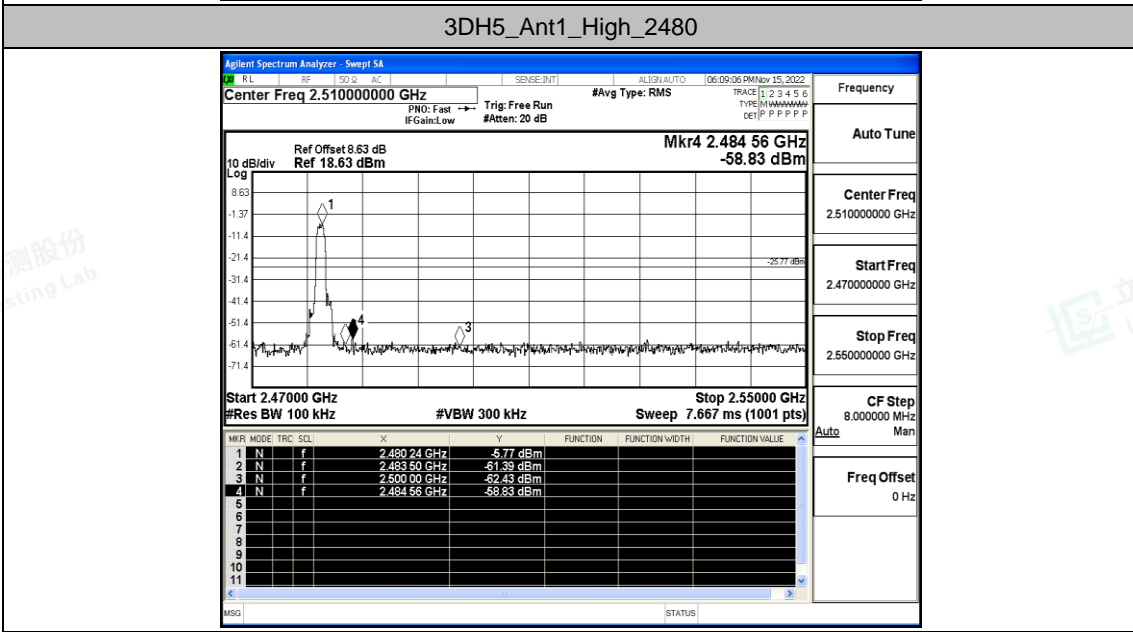 3DH5_Ant1_High_2480
Agilent Spectrum Analyzer - Swept SA
LXI RL RF 50 Ω AC SENSE:INT ALIGN AUTO 06:09:06 PM Nov 15, 2022
Center Freq 2.510000000 GHz
PNO: Fast
IFGain:Low
Trig: Free Run
#Atten: 20 dB
#Avg Type: RMS
TRACE 1 2 3 4 5 6
TYPE M WWWWW
DET P P P P P P
Mkr4 2.484 56 GHz
-58.83 dBm
Ref Offset 8.63 dB
10 dB/div Ref 18.63 dBm
Log
8.63
-1.37
-11.4
-21.4
-31.4
-41.4
-51.4
-61.4
-71.4
1
4
3
-25.77 dBm
Start 2.47000 GHz Stop 2.55000 GHz
#Res BW 100 kHz #VBW 300 kHz Sweep 7.667 ms (1001 pts)
MKR MODE TRC SCL X Y FUNCTION FUNCTION WIDTH FUNCTION VALUE
1 N f 2.480 24 GHz -5.77 dBm
2 N f 2.483 50 GHz -61.39 dBm
3 N f 2.500 00 GHz -62.43 dBm
4 N f 2.484 56 GHz -58.83 dBm
5
6
7
8
9
10
11
MSG STATUS
Frequency
Auto Tune
Center Freq
2.510000000 GHz
Start Freq
2.470000000 GHz
Stop Freq
2.550000000 GHz
CF Step
8.000000 MHz
Auto Man
Freq Offset
0 Hz
测股份
sting Lab
立
LCS